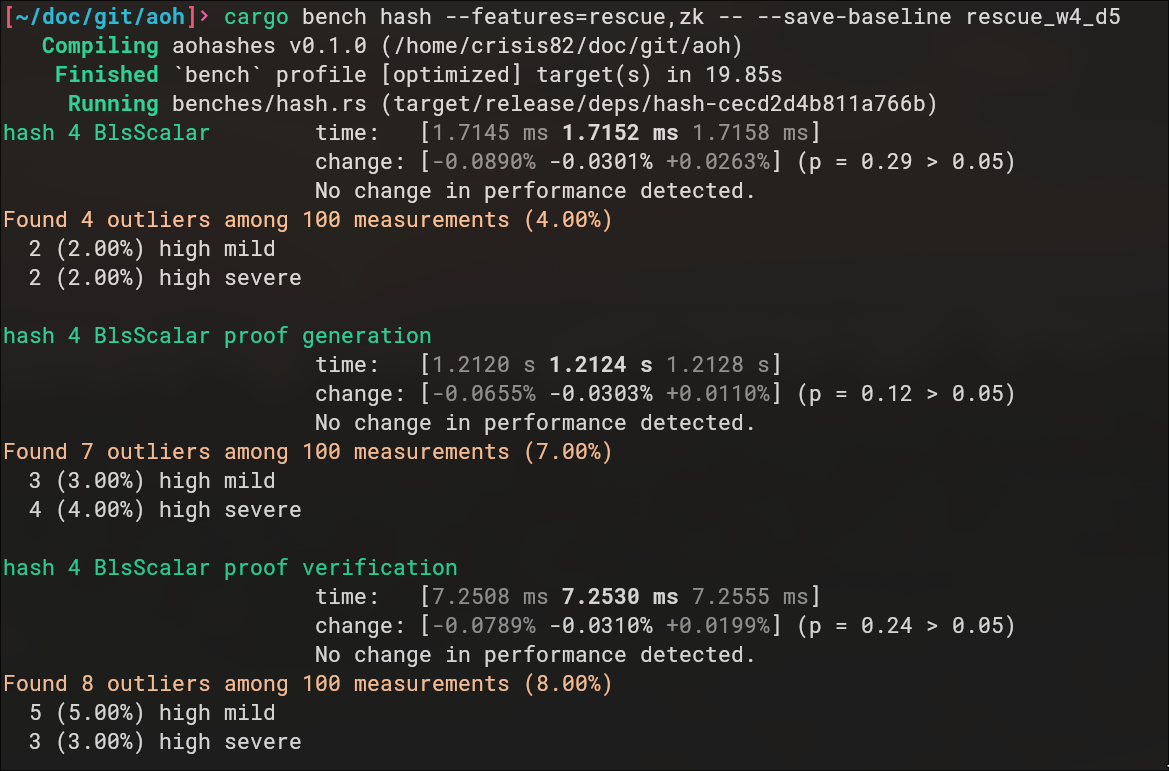 [~/doc/git/aoh]> cargo bench hash --features=rescue,zk -- --save-baseline rescue_w4_d5
Compiling aohashes v0.1.0 (/home/crisis82/doc/git/aoh)
Finished `bench` profile [optimized] target(s) in 19.85s
Running benches/hash.rs (target/release/deps/hash-cecd2d4b811a766b)
hash 4 BlsScalar time: [1.7145 ms 1.7152 ms 1.7158 ms]
change: [-0.0890% -0.0301% +0.0263%] (p = 0.29 > 0.05)
No change in performance detected.
Found 4 outliers among 100 measurements (4.00%)
2 (2.00%) high mild
2 (2.00%) high severe
hash 4 BlsScalar proof generation
time: [1.2120 s 1.2124 s 1.2128 s]
change: [-0.0655% -0.0303% +0.0110%] (p = 0.12 > 0.05)
No change in performance detected.
Found 7 outliers among 100 measurements (7.00%)
3 (3.00%) high mild
4 (4.00%) high severe
hash 4 BlsScalar proof verification
time: [7.2508 ms 7.2530 ms 7.2555 ms]
change: [-0.0789% -0.0310% +0.0199%] (p = 0.24 > 0.05)
No change in performance detected.
Found 8 outliers among 100 measurements (8.00%)
5 (5.00%) high mild
3 (3.00%) high severe